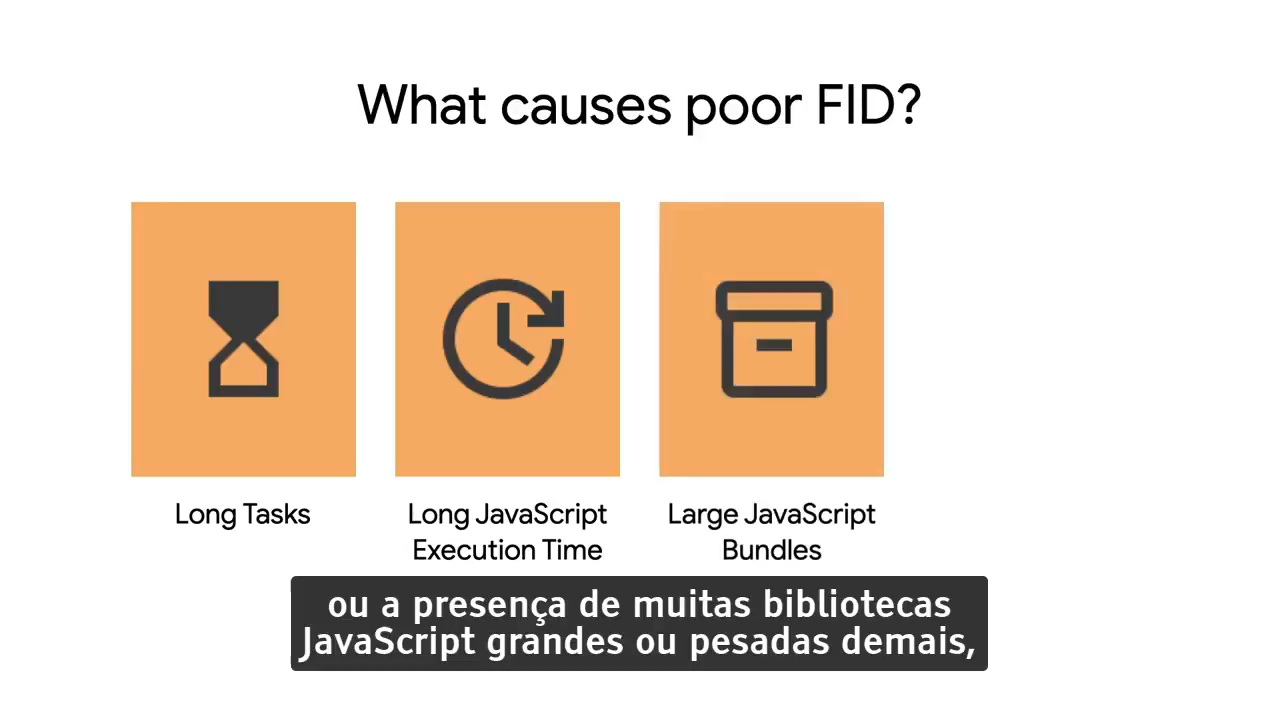 What causes poor FID?
Long Tasks
Long JavaScript
Execution Time
Large JavaScript
Bundles
ou a presença de muitas bibliotecas
JavaScript grandes ou pesadas demais,